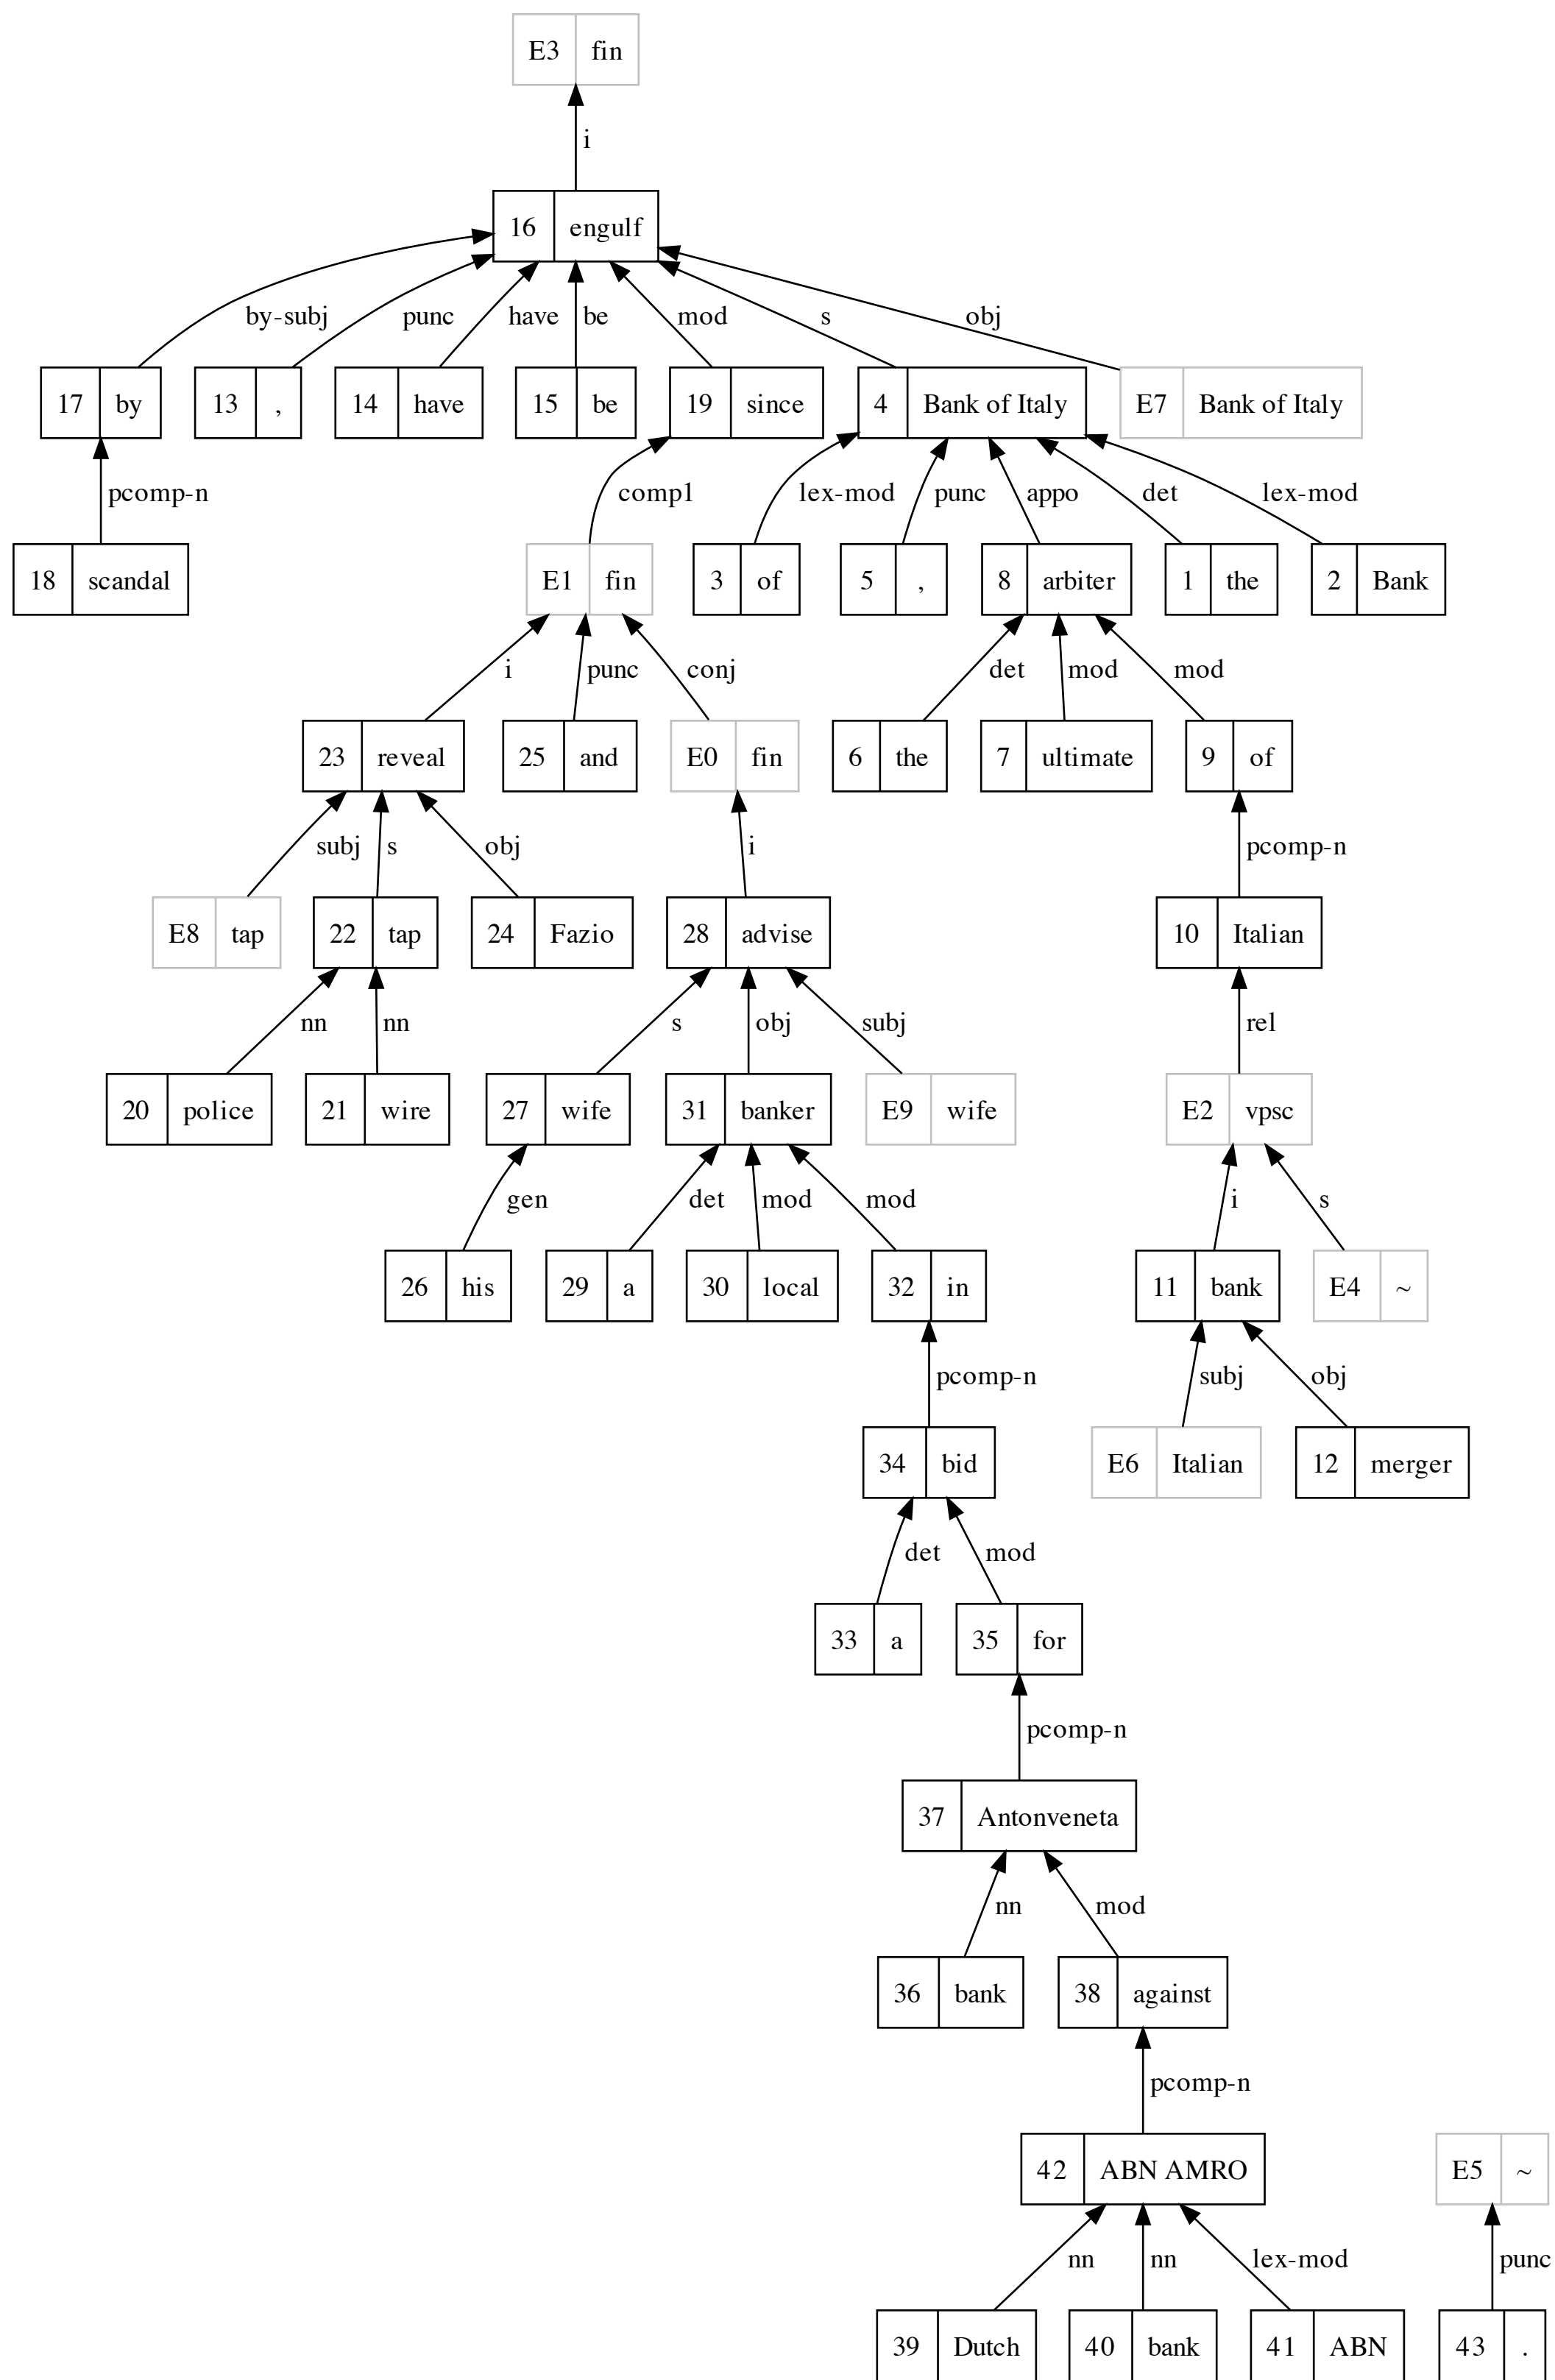 E3 fin
i
16 engulf
by-subj punc have be mod s obj
17 by 13 , 14 have 15 be 19 since 4 Bank of Italy E7 Bank of Italy
pcomp-n comp1 lex-mod punc appo det lex-mod
18 scandal E1 fin 3 of 5 , 8 arbiter 1 the 2 Bank
i punc conj det mod mod
23 reveal 25 and E0 fin 6 the 7 ultimate 9 of
subj s obj i pcomp-n
E8 tap 22 tap 24 Fazio 28 advise 10 Italian
nn nn s obj subj rel
20 police 21 wire 27 wife 31 banker E9 wife E2 vpsc
gen det mod mod i s
26 his 29 a 30 local 32 in 11 bank E4 ~
pcomp-n subj obj
34 bid E6 Italian 12 merger
det mod
33 a 35 for
pcomp-n
37 Antonveneta
nn mod
36 bank 38 against
pcomp-n
42 ABN AMRO E5 ~
nn nn lex-mod punc
39 Dutch 40 bank 41 ABN 43 .